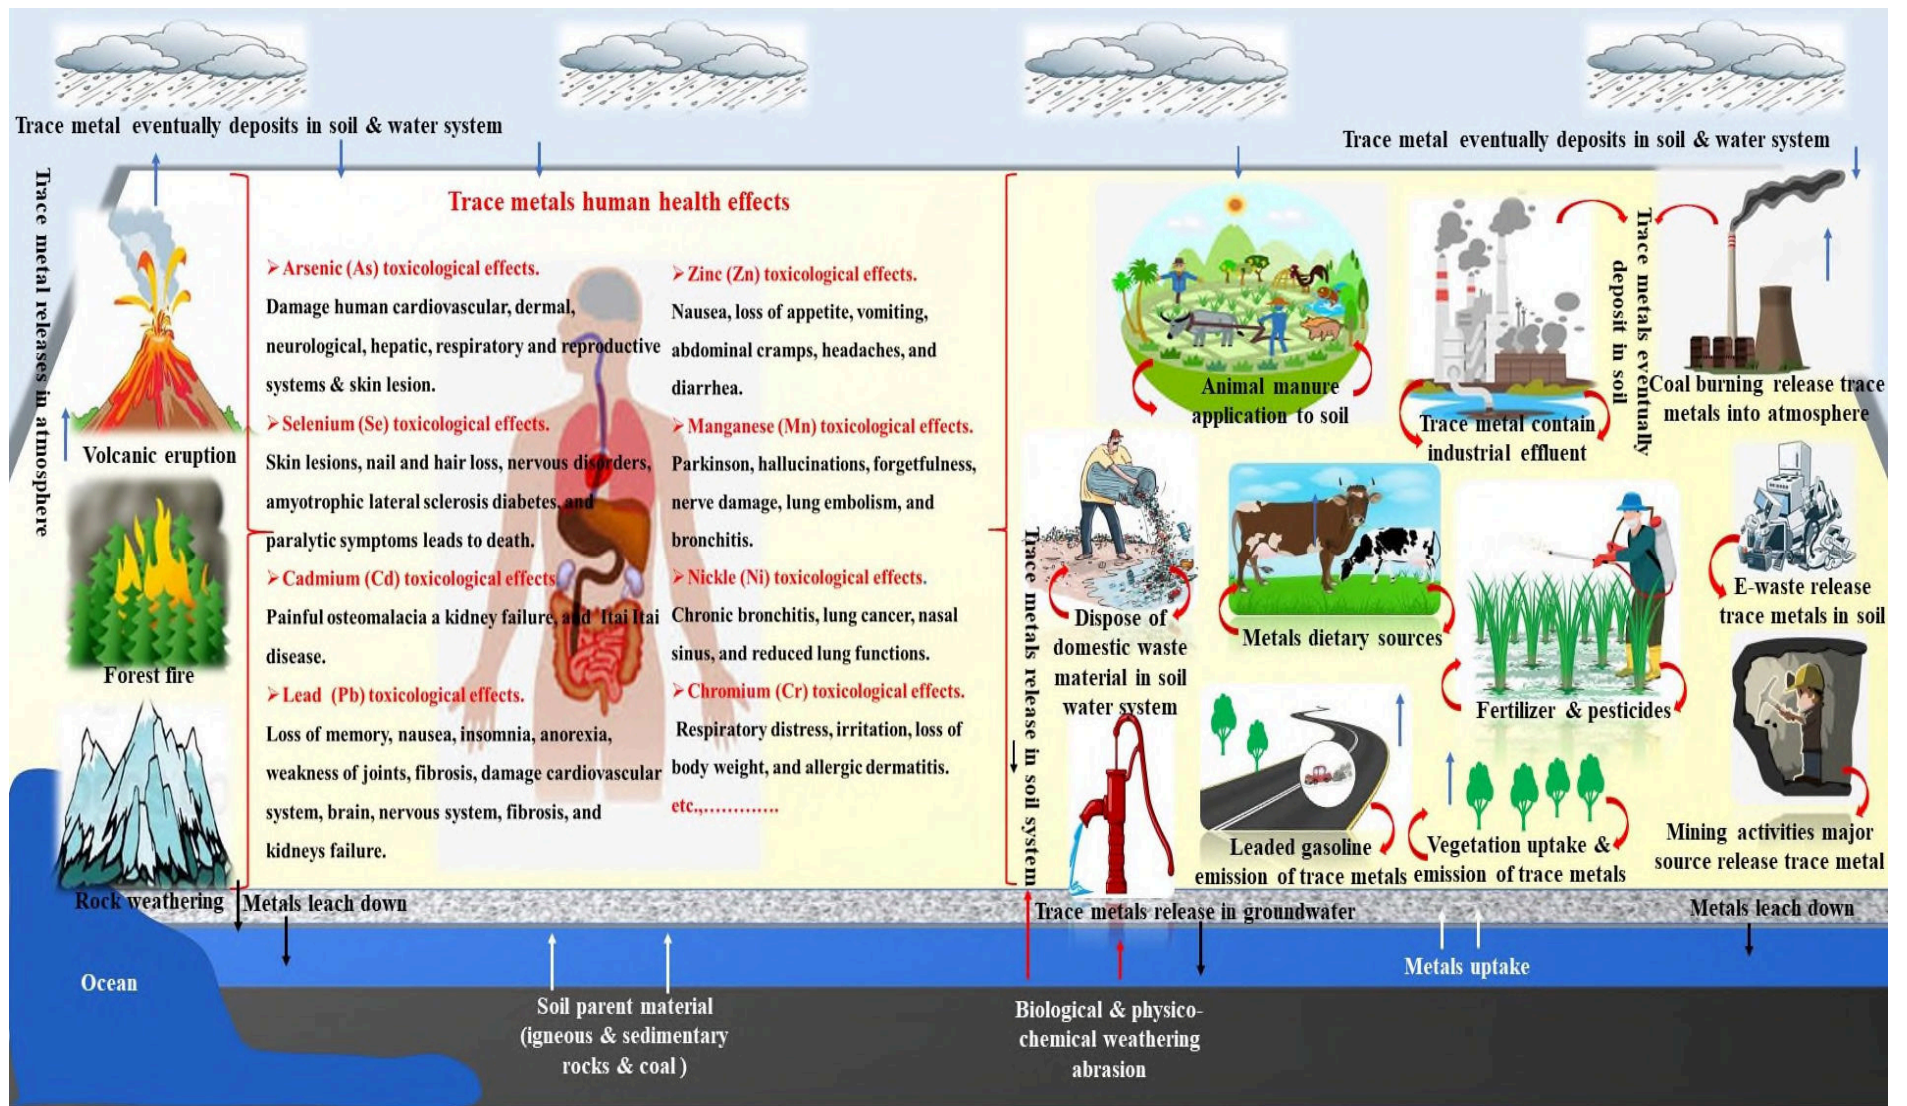 Trace metal eventually deposits in soil & water system
Trace metal eventually deposits in soil & water system
Trace metal releases in atmosphere
Volcanic eruption
Forest fire
Rock weathering
Trace metals human health effects
➢Arsenic (As) toxicological effects.
Damage human cardiovascular, dermal,
neurological, hepatic, respiratory and reproductive
systems & skin lesion.
➢Selenium (Se) toxicological effects.
Skin lesions, nail and hair loss, nervous disorders,
amyotrophic lateral sclerosis diabetes, and
paralytic symptoms leads to death.
➢Cadmium (Cd) toxicological effects
Painful osteomalacia a kidney failure, and Itai Itai
disease.
➢Lead (Pb) toxicological effects.
Loss of memory, nausea, insomnia, anorexia,
weakness of joints, fibrosis, damage cardiovascular
system, brain, nervous system, fibrosis, and
kidneys failure.
➢Zinc (Zn) toxicological effects.
Nausea, loss of appetite, vomiting,
abdominal cramps, headaches, and
diarrhea.
➢Manganese (Mn) toxicological effects.
Parkinson, hallucinations, forgetfulness,
nerve damage, lung embolism, and
bronchitis.
➢Nickle (Ni) toxicological effects.
Chronic bronchitis, lung cancer, nasal
sinus, and reduced lung functions.
➢Chromium (Cr) toxicological effects.
Respiratory distress, irritation, loss of
body weight, and allergic dermatitis.
etc.,………….
Trace metals release in soil system
Animal manure
application to soil
Trace metal contain
industrial effluent
Trace metals eventually
deposit in soil
Coal burning release trace
metals into atmosphere
Dispose of
domestic waste
material in soil
water system
Metals dietary sources
Fertilizer & pesticides
E-waste release
trace metals in soil
Leaded gasoline
emission of trace metals
Vegetation uptake &
emission of trace metals
Mining activities major
source release trace metal
Metals leach down
Trace metals release in groundwater
Metals leach down
Metals uptake
Ocean
Soil parent material
(igneous & sedimentary
rocks & coal )
Biological & physico-
chemical weathering
abrasion